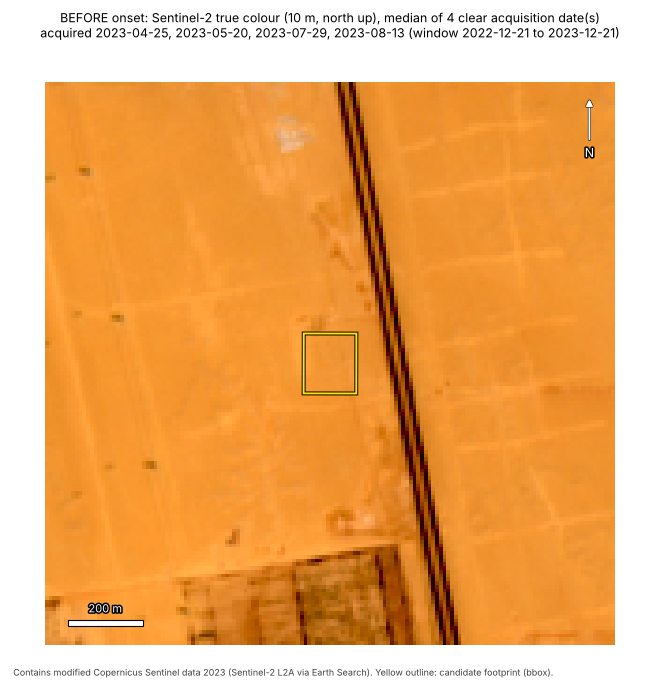 BEFORE onset: Sentinel-2 true colour (10 m, north up), median of 4 clear acquisition date(s)
acquired 2023-04-25, 2023-05-20, 2023-07-29, 2023-08-13 (window 2022-12-21 to 2023-12-21)
N
200 m
Contains modified Copernicus Sentinel data 2023 (Sentinel-2 L2A via Earth Search). Yellow outline: candidate footprint (bbox).